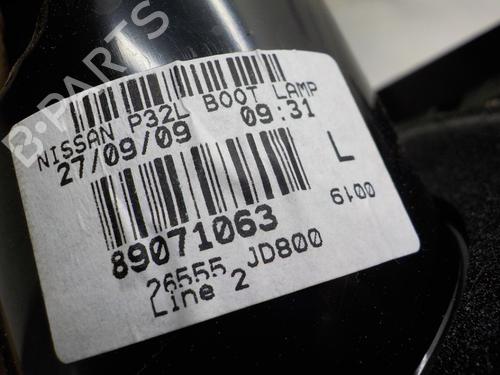 NISSAN P32L BOOT LAMP
27/09/09 09:31
L
89071063
0019
26555 JD800
Line 2
B-PARTS